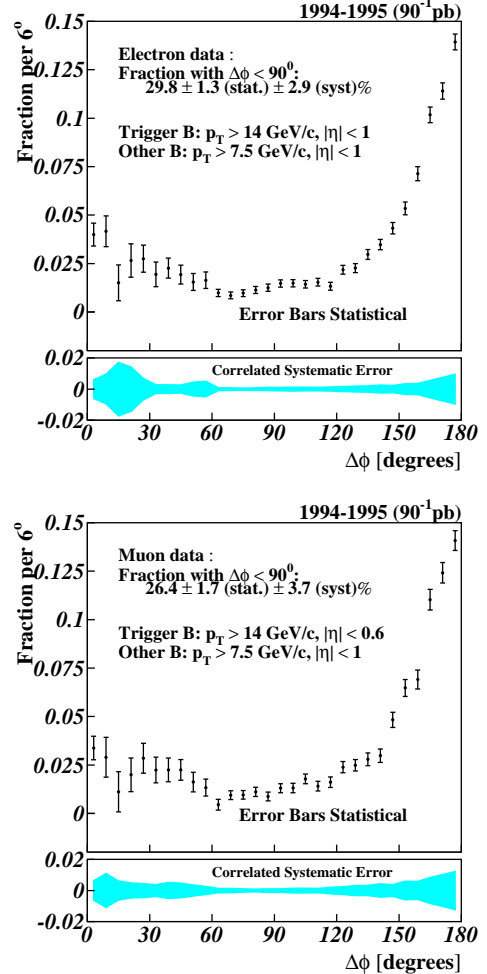 1994-1995 (90⁻¹pb)
Fraction per 6°
0.15
Electron data :
Fraction with Δϕ < 90⁰:
29.8 ± 1.3 (stat.) ± 2.9 (syst)%
0.125
Trigger B: p_T > 14 GeV/c, |η| < 1
Other B: p_T > 7.5 GeV/c, |η| < 1
0.1
0.075
0.05
0.025
0
Error Bars Statistical
0.02
Correlated Systematic Error
0
-0.02
0 30 60 90 120 150 180
Δϕ [degrees]
1994-1995 (90⁻¹pb)
Fraction per 6°
0.15
Muon data :
Fraction with Δϕ < 90⁰:
26.4 ± 1.7 (stat.) ± 3.7 (syst)%
0.125
Trigger B: p_T > 14 GeV/c, |η| < 0.6
Other B: p_T > 7.5 GeV/c, |η| < 1
0.1
0.075
0.05
0.025
0
Error Bars Statistical
0.02
Correlated Systematic Error
0
-0.02
0 30 60 90 120 150 180
Δϕ [degrees]